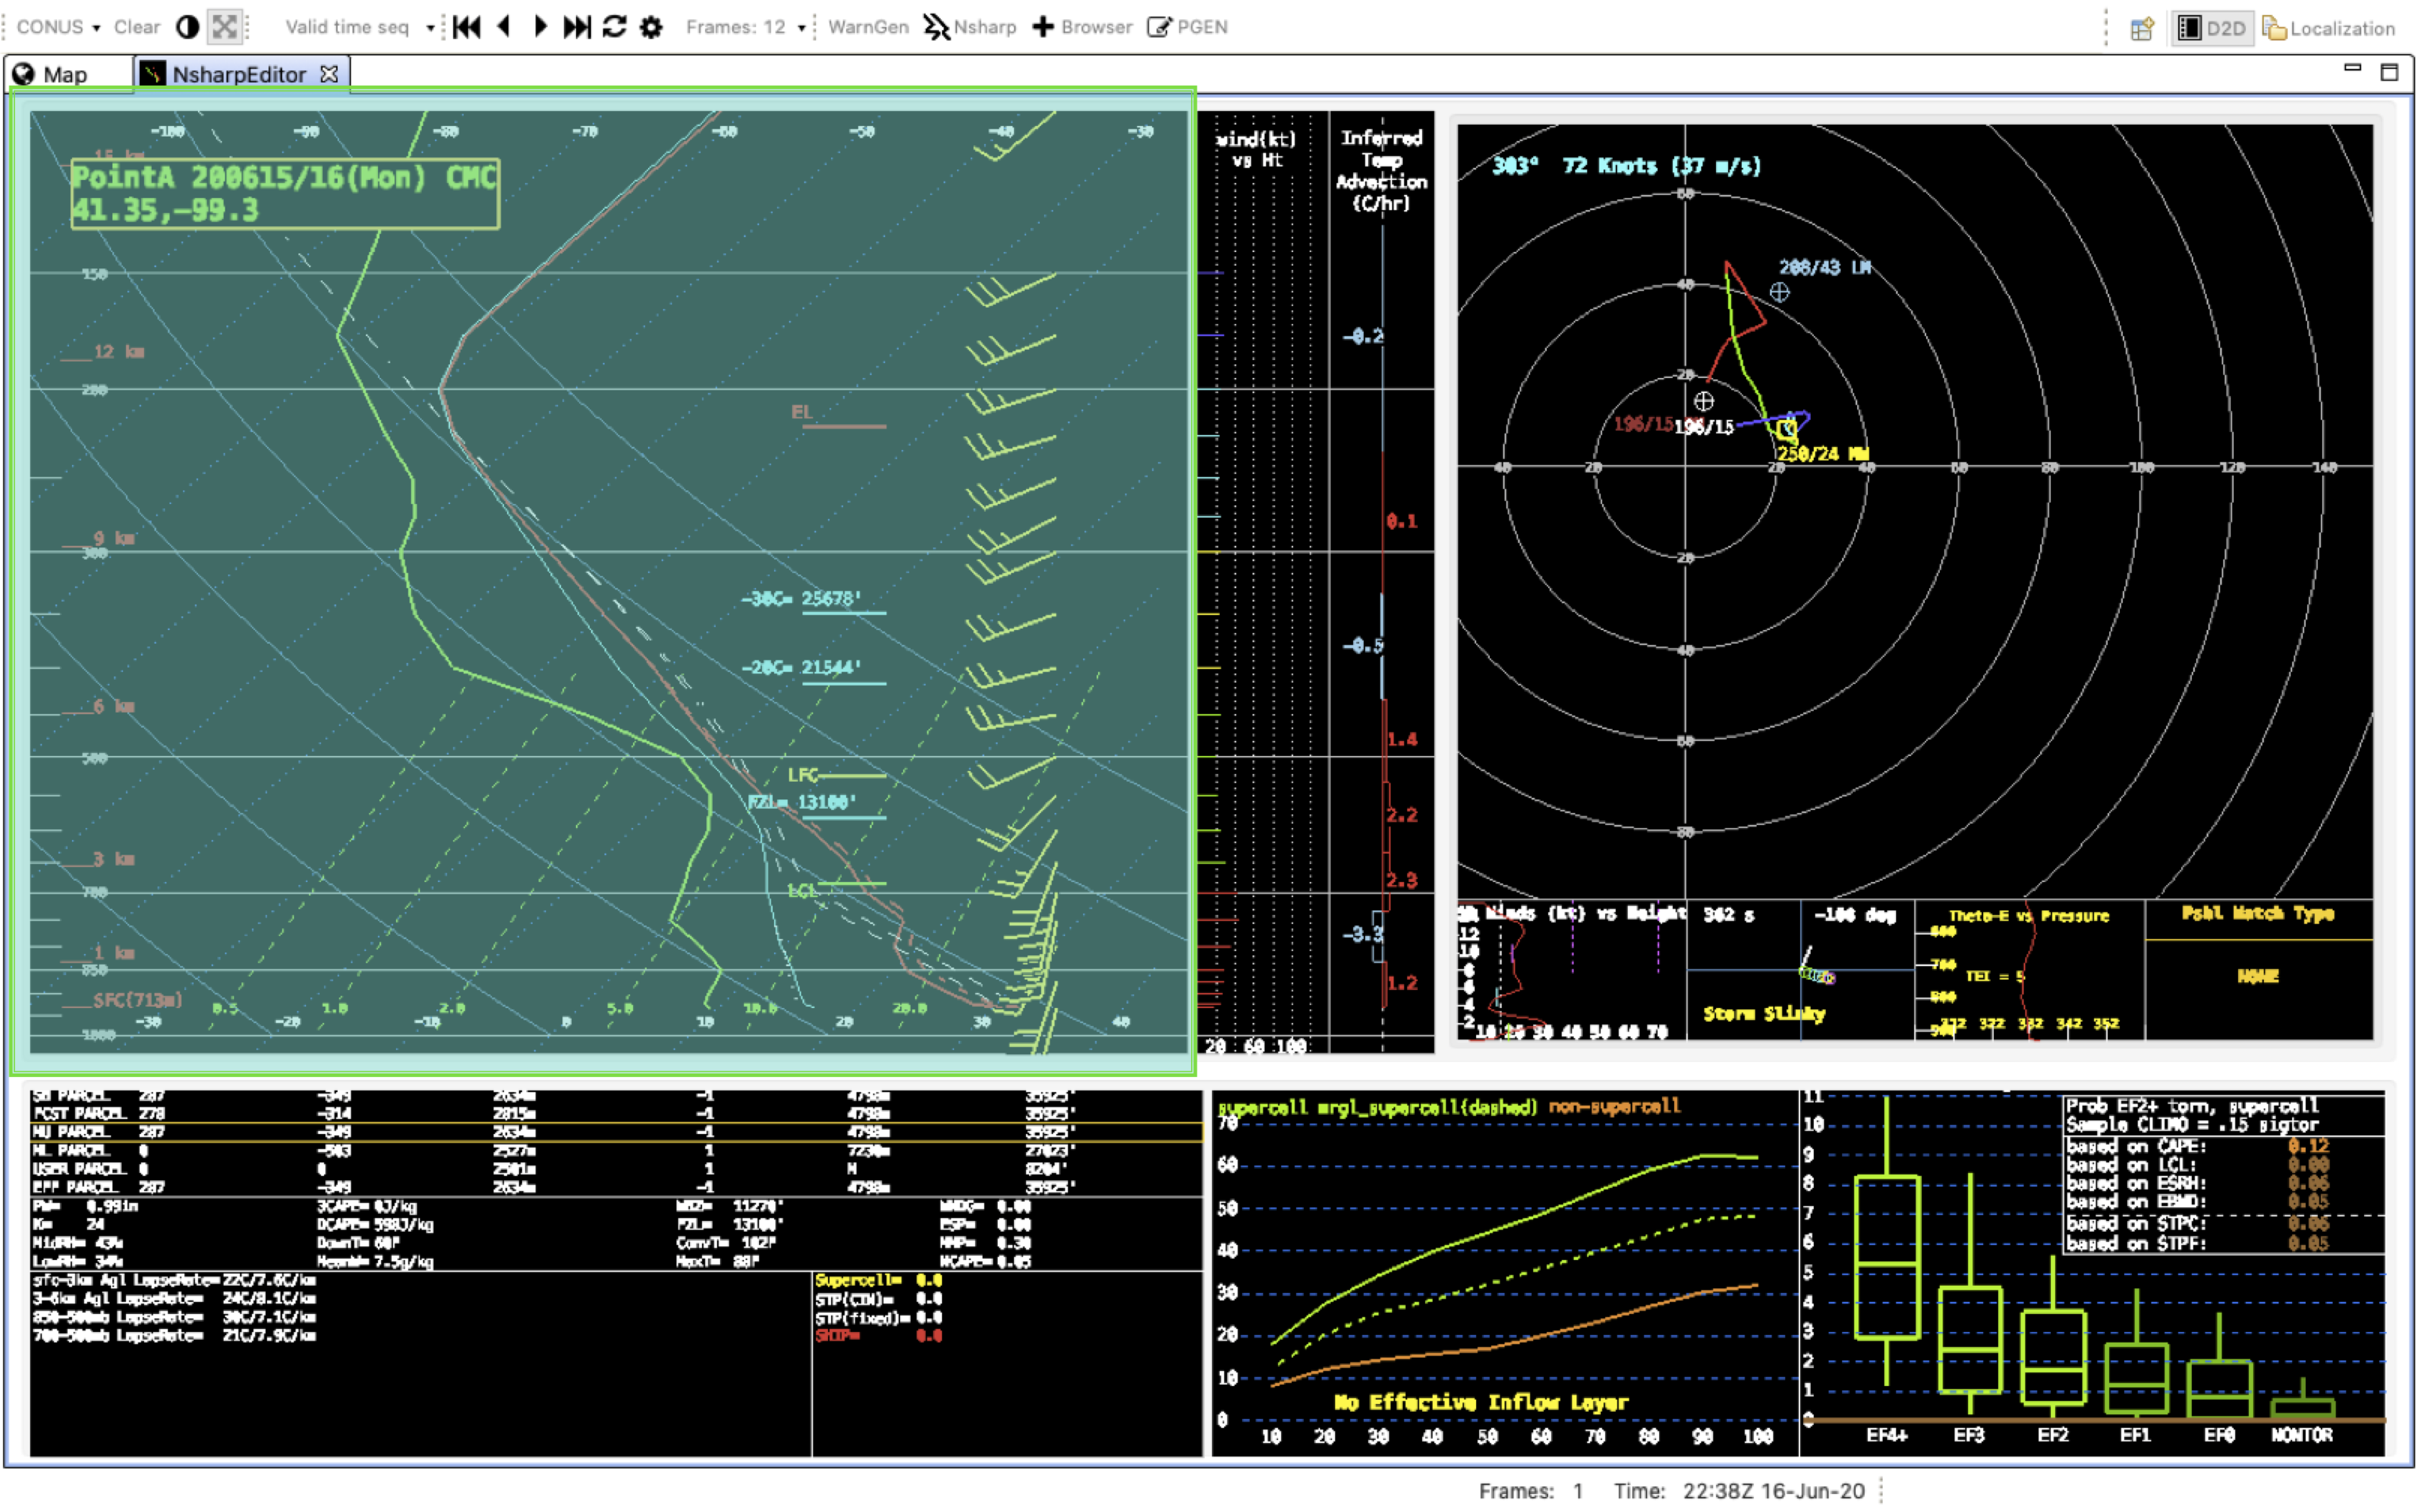 CONUS Clear Valid time seq Frames: 12 WarnGen Nsharp Browser PGEN D2D Localization
Map NsharpEditor
-100 -90 -80 -70 -60 -50 -40 -30
15 km
PointA 200615/16(Mon) CMC
41.35,-99.3
150
12 km
200
EL
9 km
300
-30C= 25678'
-20C= 21544'
6 km
500
LFC
FZL= 13100'
3 km
LCL
700
1 km
850
SFC(713m)
0.5 1.0 2.0 5.0 10.0 20.0
-30 -20 -10 0 10 20 30 40
1000
wind(kt)
vs Ht
20 60 100
Inferred
Temp
Advection
(C/hr)
-0.2
0.1
-0.5
1.4
2.2
2.3
-3.3
1.2
303° 72 Knots (37 m/s)
208/43 LM
196/15
196/15
250/24 MW
40 20 20 40 60 80 100 120 140
60
40
20
20
40
60
80
Winds (kt) vs Height
12
10
8
6
4
2
10 20 30 40 50 60 70
302 s -106 deg
Storm Slinky
Theta-E vs Pressure
600
700
TEI = 5
800
900
322 332 342 352
Psbl Watch Type
NONE
SB PARCEL 287 -349 2634m -1 4798m 35925'
FCST PARCEL 278 -314 2815m -1 4798m 35925'
MU PARCEL 287 -349 2634m -1 4798m 35925'
ML PARCEL 0 -503 2527m 1 7230m 27023'
USER PARCEL 0 0 2501m 1 M 8204'
EFF PARCEL 287 -349 2634m -1 4798m 35925'
PW= 0.99in 3CAPE= 0J/kg WBZ= 11270' WNDG= 0.00
K= 24 DCAPE= 598J/kg FZL= 13100' ESP= 0.00
MidRH= 43% DownT= 60F ConvT= 102F MMP= 0.30
LowRH= 34% MeanW= 7.5g/kg MaxT= 88F NCAPE= 0.05
sfc-3km Agl LapseRate= 22C/7.6C/km
3-6km Agl LapseRate= 24C/8.1C/km
850-500mb LapseRate= 30C/7.1C/km
700-500mb LapseRate= 21C/7.9C/km
Supercell= 0.0
STP(CIN)= 0.0
STP(fixed)= 0.0
SHIP= 0.0
supercell mrgl_supercell(dashed) non-supercell
70
60
50
40
30
20
10
0
No Effective Inflow Layer
10 20 30 40 50 60 70 80 90 100
11
10
9
8
7
6
5
4
3
2
1
0
Prob EF2+ torn, supercell
Sample CLIMO = .15 sigtor
based on CAPE: 0.12
based on LCL: 0.00
based on ESRH: 0.06
based on EBWD: 0.05
based on STPC: 0.06
based on STPF: 0.05
EF4+ EF3 EF2 EF1 EF0 NONTOR
Frames: 1 Time: 22:38Z 16-Jun-20